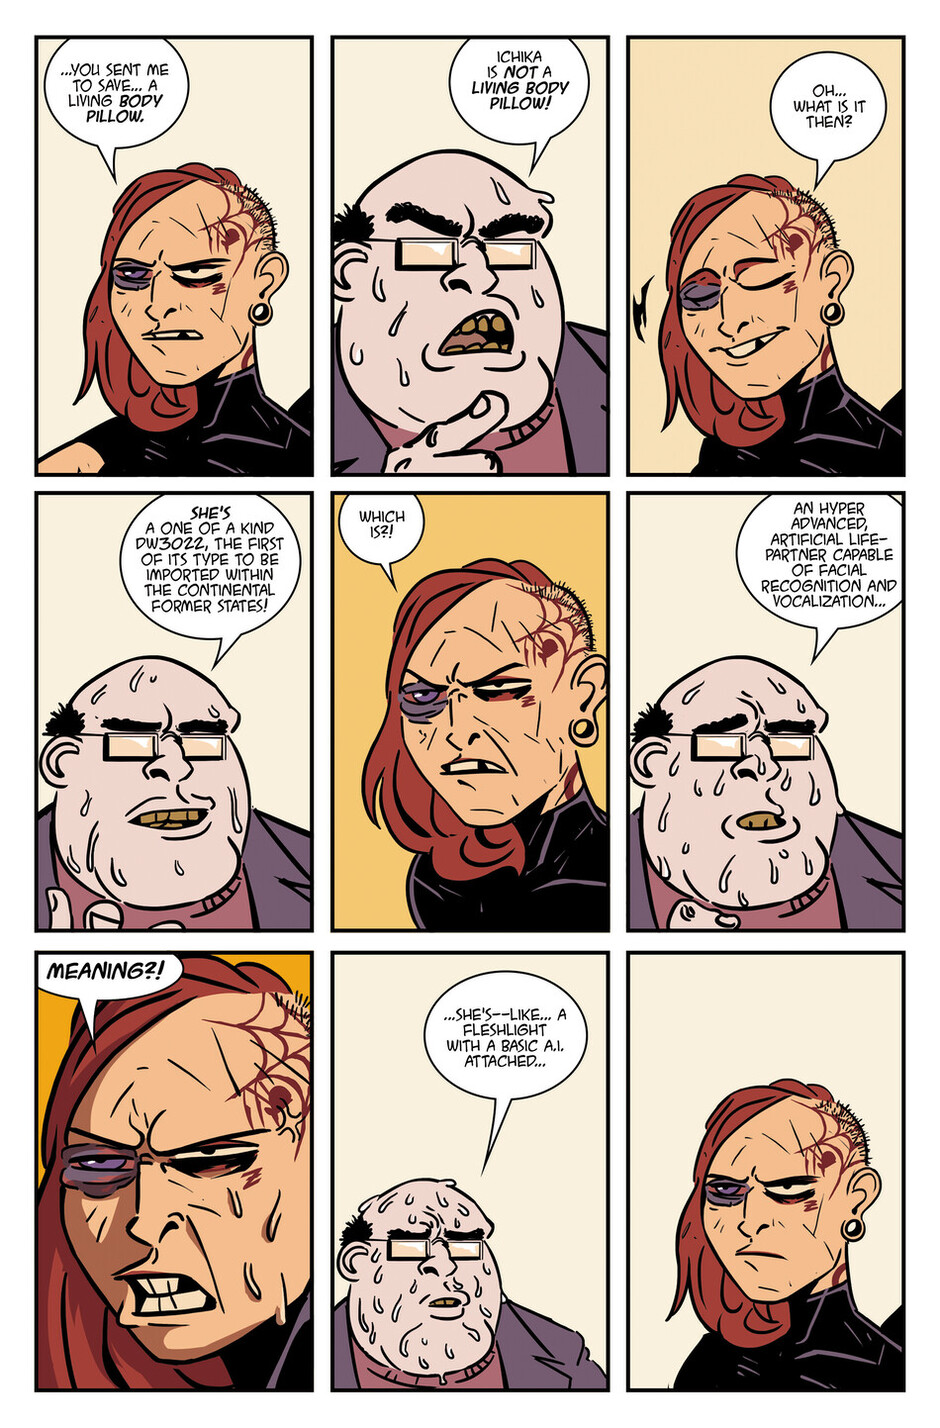 ...YOU SENT ME
TO SAVE... A
LIVING BODY
PILLOW.
ICHIKA
IS NOT A
LIVING BODY
PILLOW!
OH...
WHAT IS IT
THEN?
SHE'S
A ONE OF A KIND
DW3022, THE FIRST
OF ITS TYPE TO BE
IMPORTED WITHIN
THE CONTINENTAL
FORMER STATES!
WHICH
IS?!
AN HYPER
ADVANCED,
ARTIFICIAL LIFE-
PARTNER CAPABLE
OF FACIAL
RECOGNITION AND
VOCALIZATION...
MEANING?!
...SHE'S--LIKE... A
FLESHLIGHT
WITH A BASIC A.I.
ATTACHED...